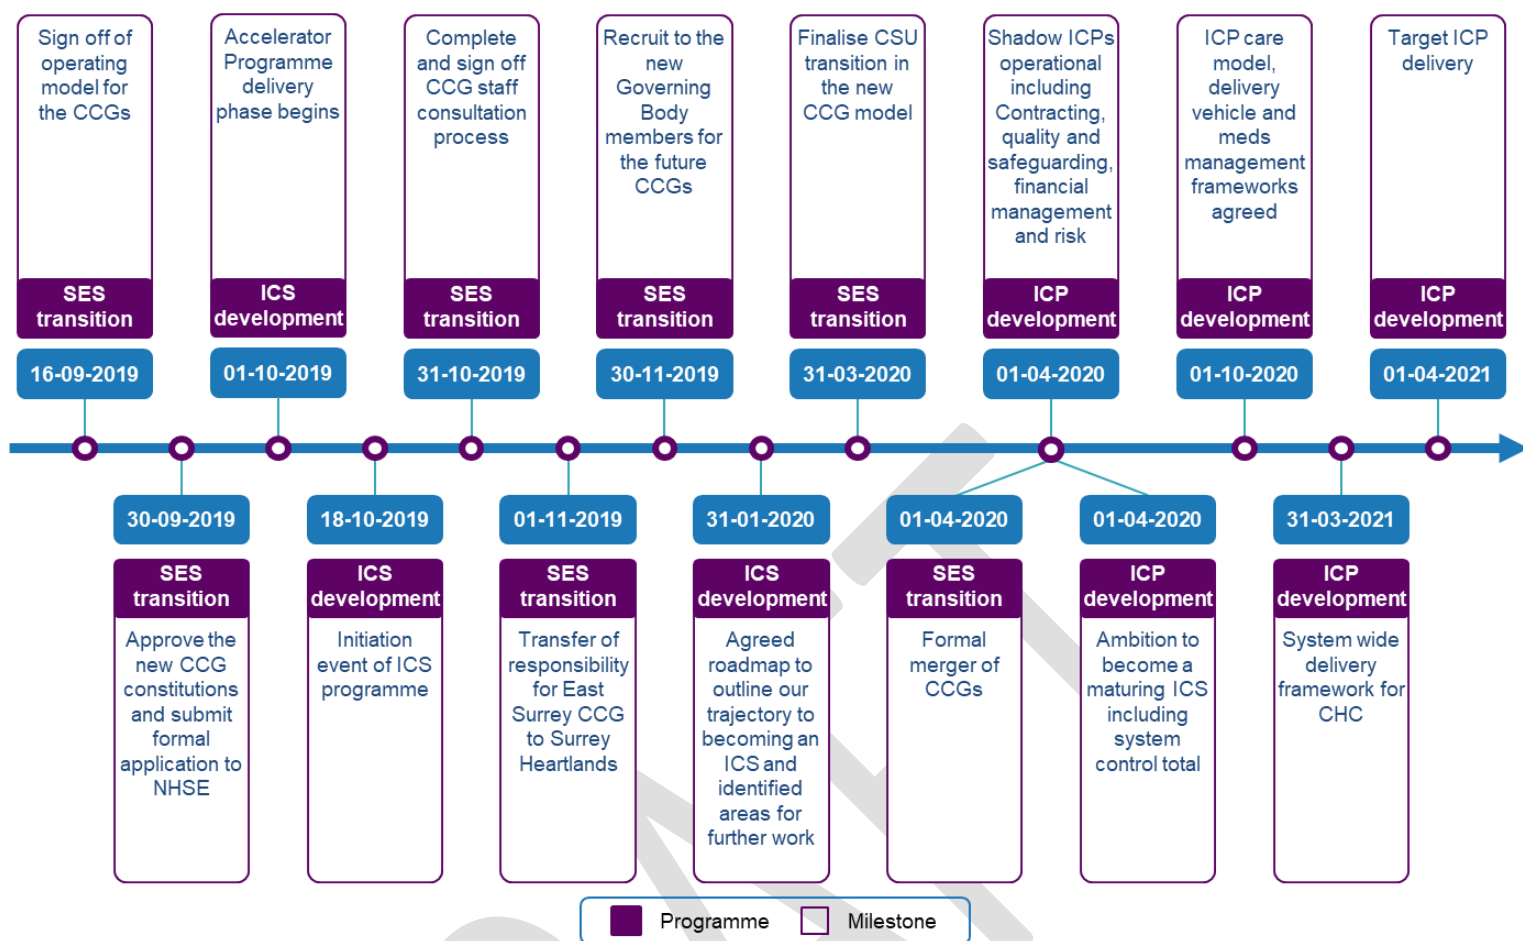 Sign off of
operating
model for
the CCGs
SES
transition
16-09-2019
Accelerator
Programme
delivery
phase begins
ICS
development
01-10-2019
Complete
and sign off
CCG staff
consultation
process
SES
transition
31-10-2019
Recruit to the
new
Governing
Body
members for
the future
CCGs
SES
transition
30-11-2019
Finalise CSU
transition in
the new
CCG model
SES
transition
31-03-2020
Shadow ICPs
operational
including
Contracting,
quality and
safeguarding,
financial
management
and risk
ICP
development
01-04-2020
ICP care
model,
delivery
vehicle and
meds
management
frameworks
agreed
ICP
development
01-10-2020
Target ICP
delivery
ICP
development
01-04-2021
30-09-2019
SES
transition
Approve the
new CCG
constitutions
and submit
formal
application to
NHSE
18-10-2019
ICS
development
Initiation
event of ICS
programme
01-11-2019
SES
transition
Transfer of
responsibility
for East
Surrey CCG
to Surrey
Heartlands
31-01-2020
ICS
development
Agreed
roadmap to
outline our
trajectory to
becoming an
ICS and
identified
areas for
further work
01-04-2020
SES
transition
Formal
merger of
CCGs
01-04-2020
ICP
development
Ambition to
become a
maturing ICS
including
system
control total
31-03-2021
ICP
development
System wide
delivery
framework for
CHC
Programme
Milestone